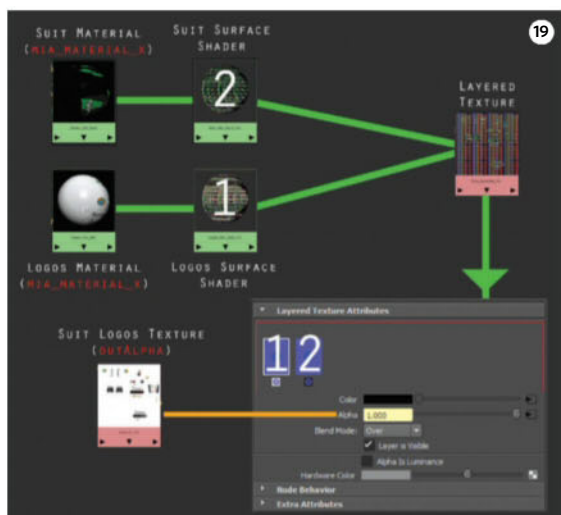 19
SUIT MATERIAL
(MIA_MATERIAL_X)
SUIT SURFACE
SHADER
2
LAYERED
TEXTURE
1
LOGOS MATERIAL
(MIA_MATERIAL_X)
LOGOS SURFACE
SHADER
SUIT LOGOS TEXTURE
(OUTALPHA)
Layered Texture Attributes
1 2
Color
Alpha 1.000
Blend Mode: Over
Layer is Visible
Alpha Is Luminance
Hardware Color
Node Behavior
Extra Attributes